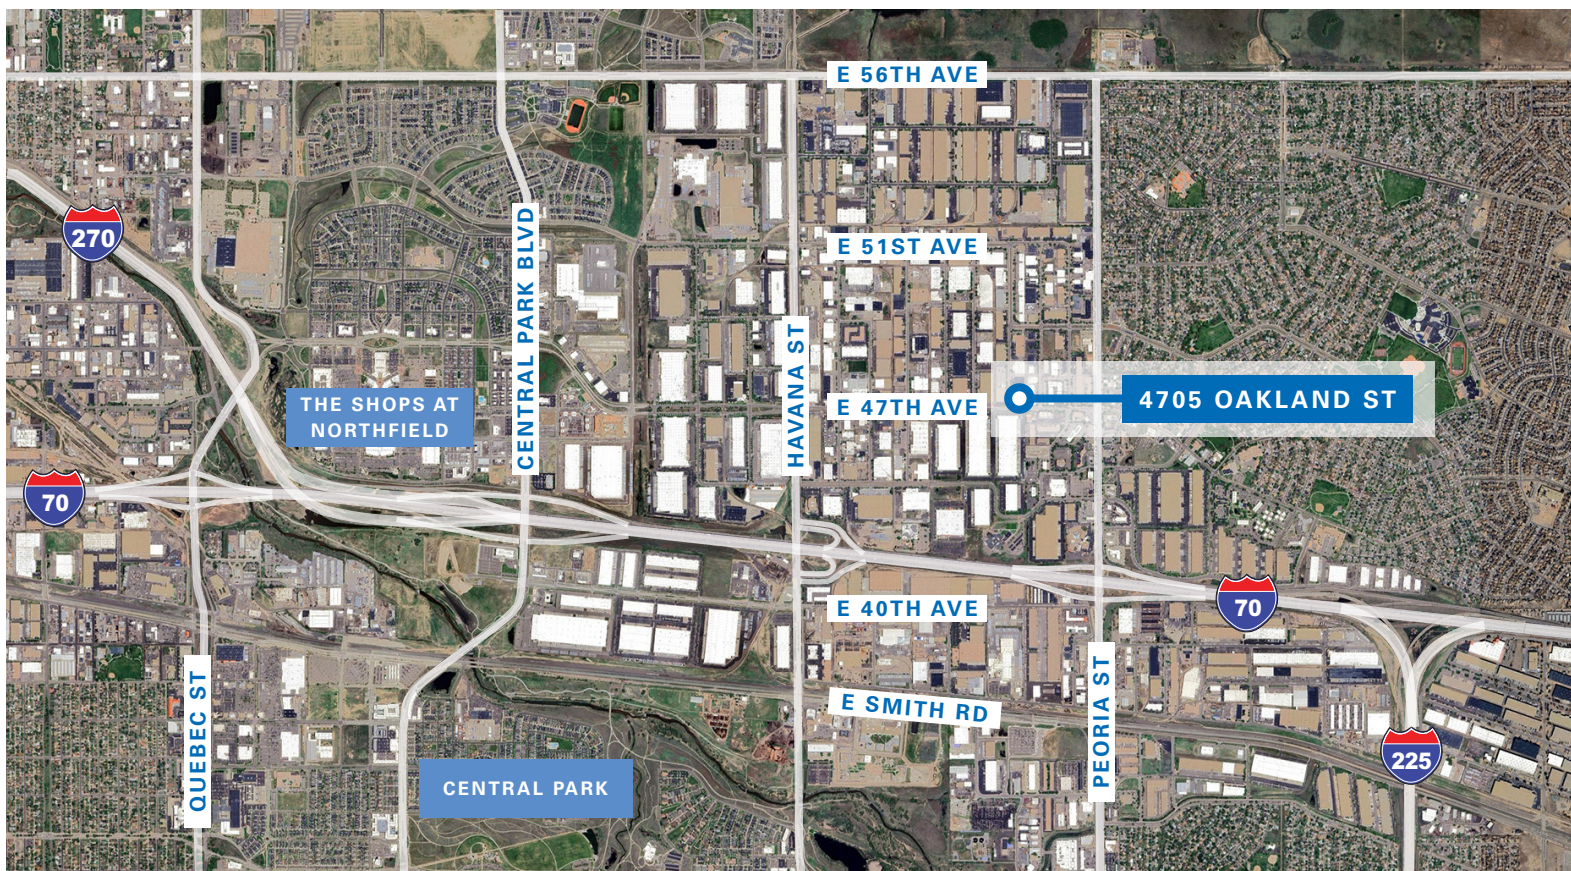 E 56TH AVE
270
CENTRAL PARK BLVD
E 51ST AVE
HAVANA ST
THE SHOPS AT
NORTHFIELD
E 47TH AVE
4705 OAKLAND ST
70
70
E 40TH AVE
QUEBEC ST
PEORIA ST
E SMITH RD
225
CENTRAL PARK